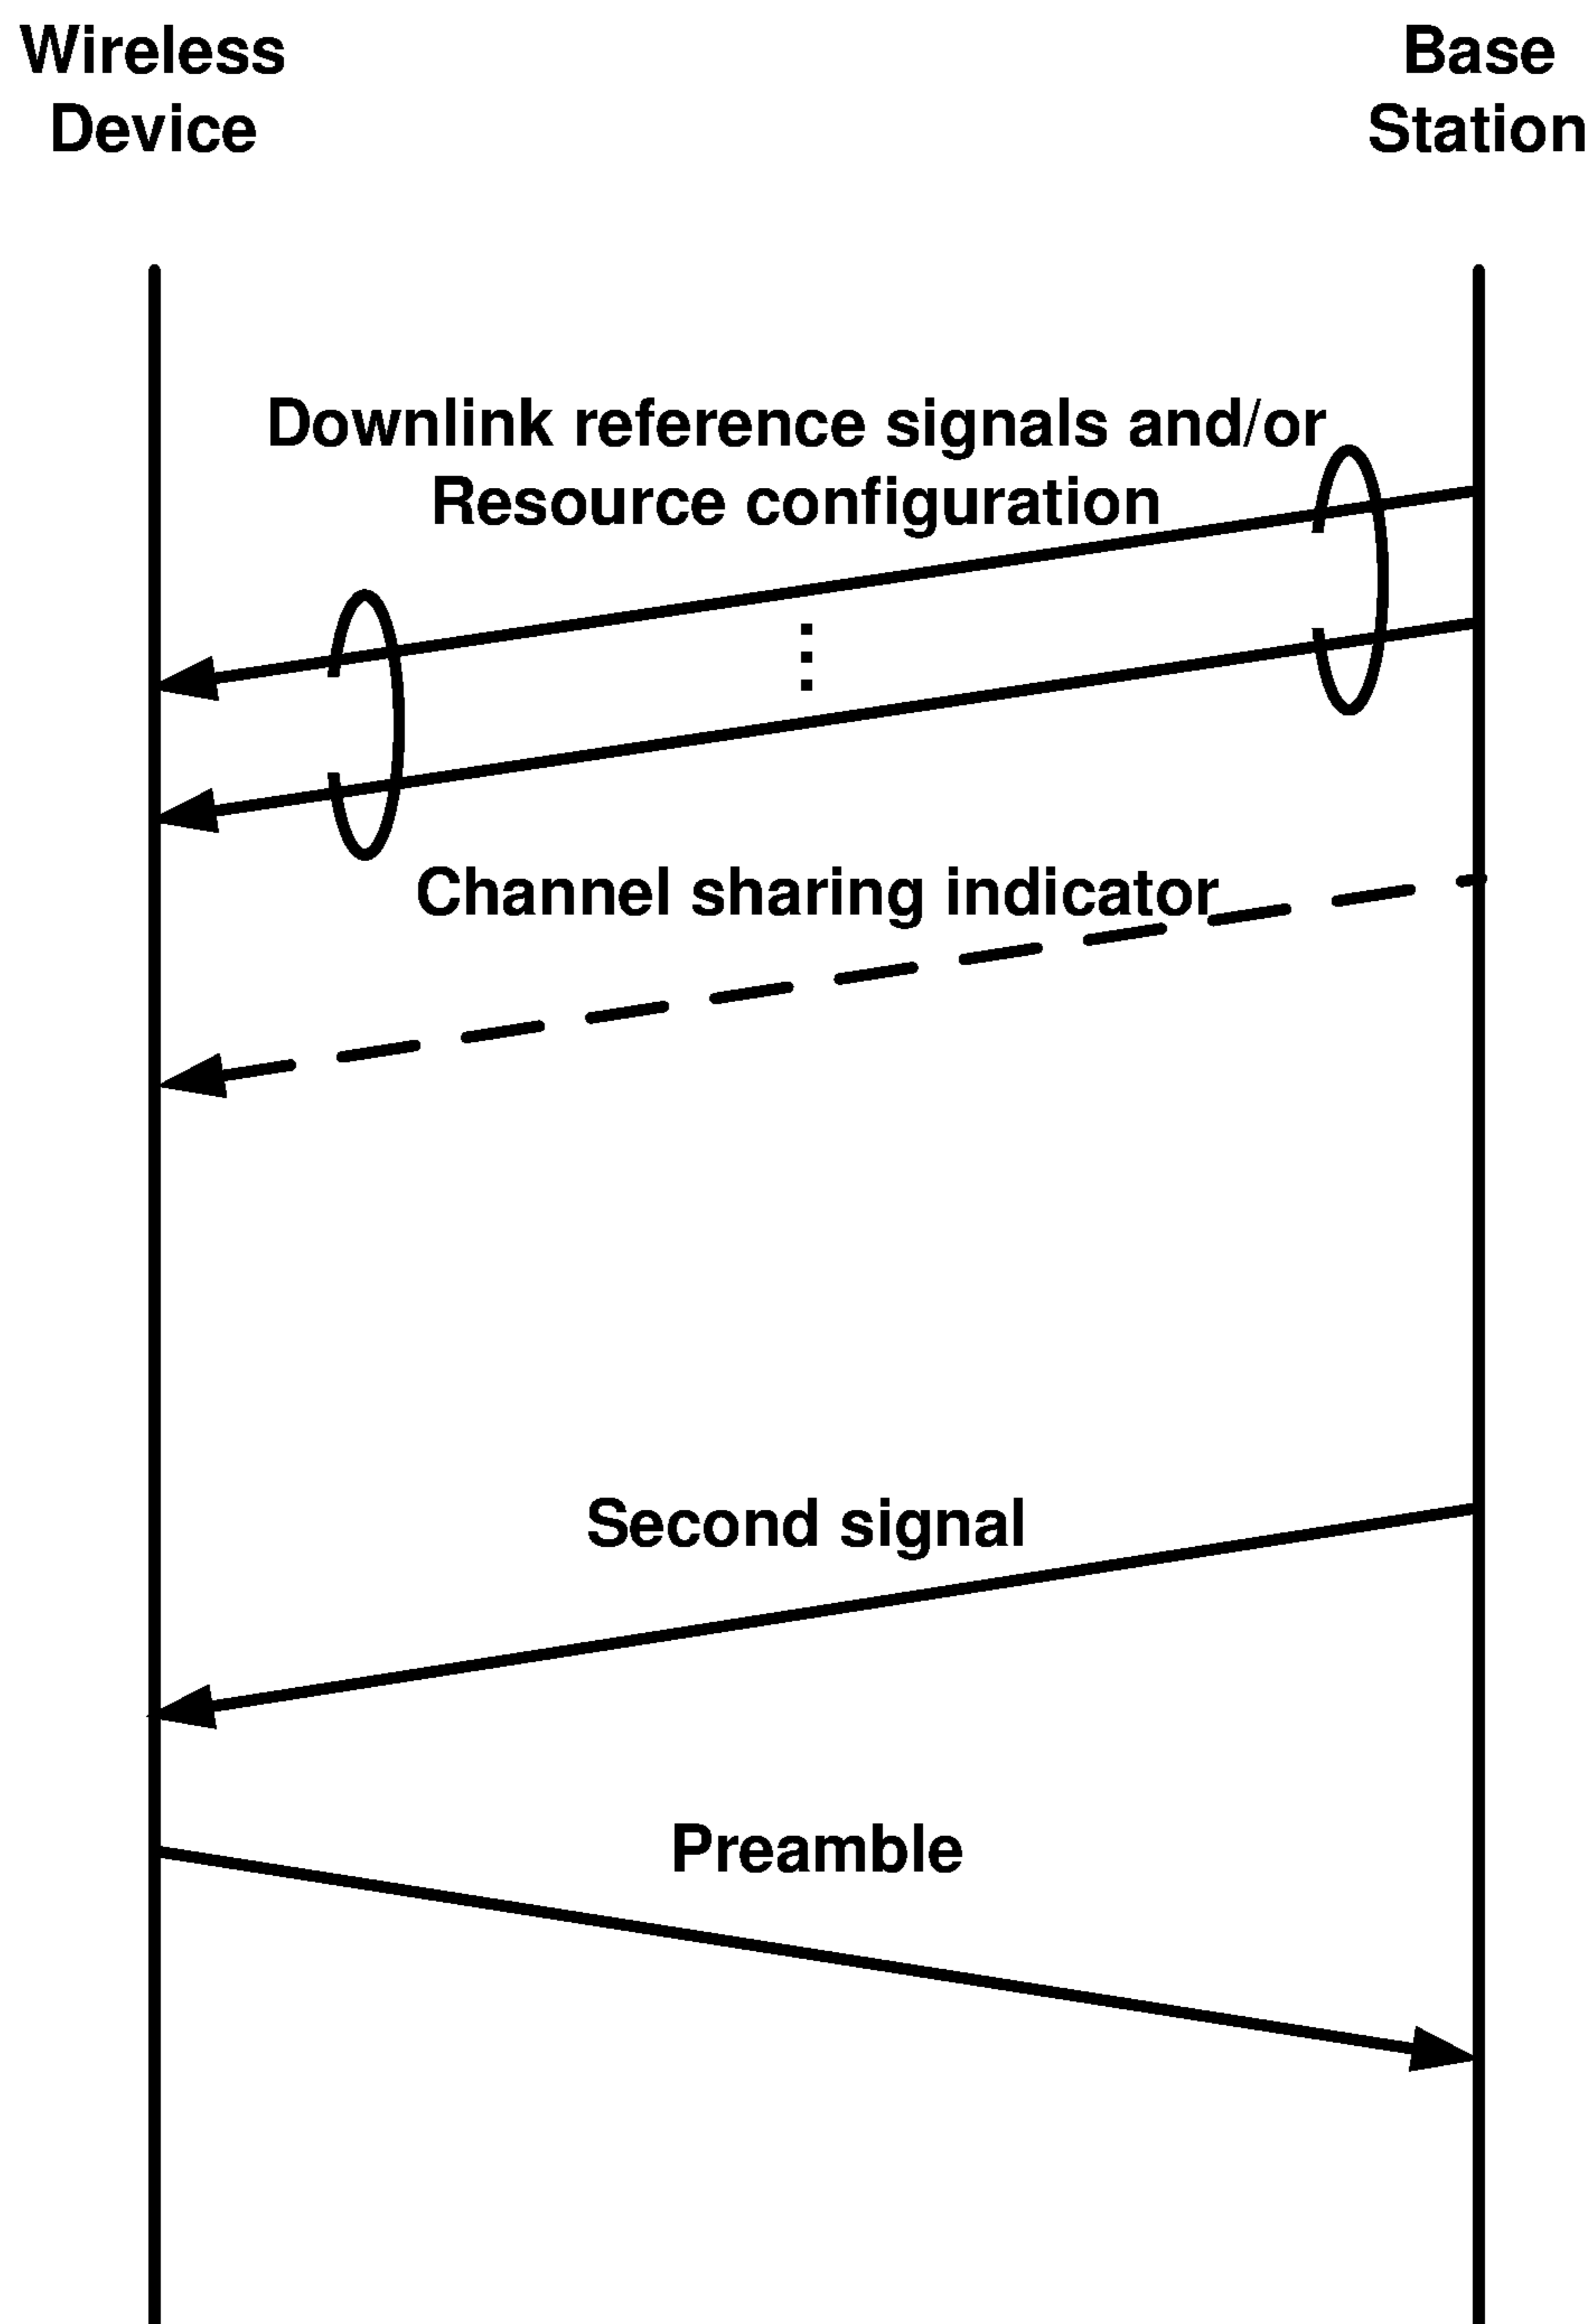 Wireless
Device
Base
Station
Downlink reference signals and/or
Resource configuration
Channel sharing indicator
Second signal
Preamble